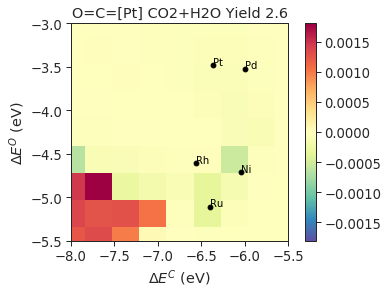 O=C=[Pt] CO2+H2O Yield 2.6
-3.0
-3.5
-4.0
-4.5
-5.0
-5.5
ΔE^O (eV)
Pt
Pd
Rh
Ni
Ru
-8.0 -7.5 -7.0 -6.5 -6.0 -5.5
ΔE^C (eV)
0.0015
0.0010
0.0005
0.0000
-0.0005
-0.0010
-0.0015